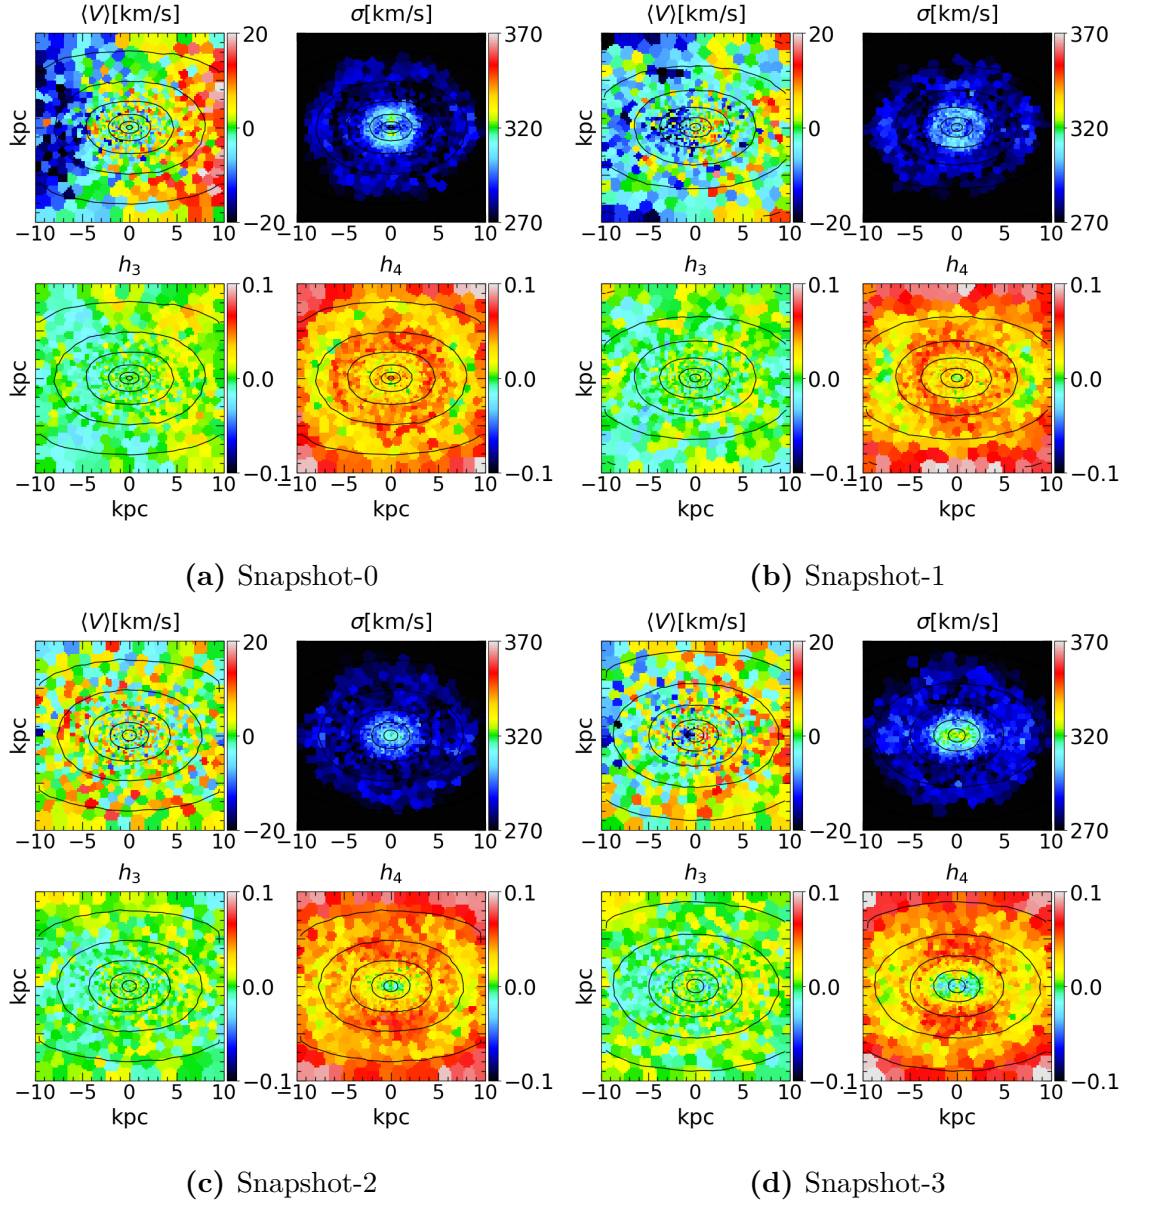 ⟨V⟩[km/s] σ[km/s] ⟨V⟩[km/s] σ[km/s]
20 370 20 370
kpc 0 320 kpc 0 320
−20 270 −20 270
−10 −5 0 5 10 −10 −5 0 5 10 −10 −5 0 5 10 −10 −5 0 5 10
h3 h4 h3 h4
0.1 0.1 0.1 0.1
kpc 0.0 0.0 kpc 0.0 0.0
−0.1 −0.1 −0.1 −0.1
−10 −5 0 5 10 −10 −5 0 5 10 −10 −5 0 5 10 −10 −5 0 5 10
kpc kpc kpc kpc
(a) Snapshot-0 (b) Snapshot-1
⟨V⟩[km/s] σ[km/s] ⟨V⟩[km/s] σ[km/s]
20 370 20 370
kpc 0 320 kpc 0 320
−20 270 −20 270
−10 −5 0 5 10 −10 −5 0 5 10 −10 −5 0 5 10 −10 −5 0 5 10
h3 h4 h3 h4
0.1 0.1 0.1 0.1
kpc 0.0 0.0 kpc 0.0 0.0
−0.1 −0.1 −0.1 −0.1
−10 −5 0 5 10 −10 −5 0 5 10 −10 −5 0 5 10 −10 −5 0 5 10
kpc kpc kpc kpc
(c) Snapshot-2 (d) Snapshot-3